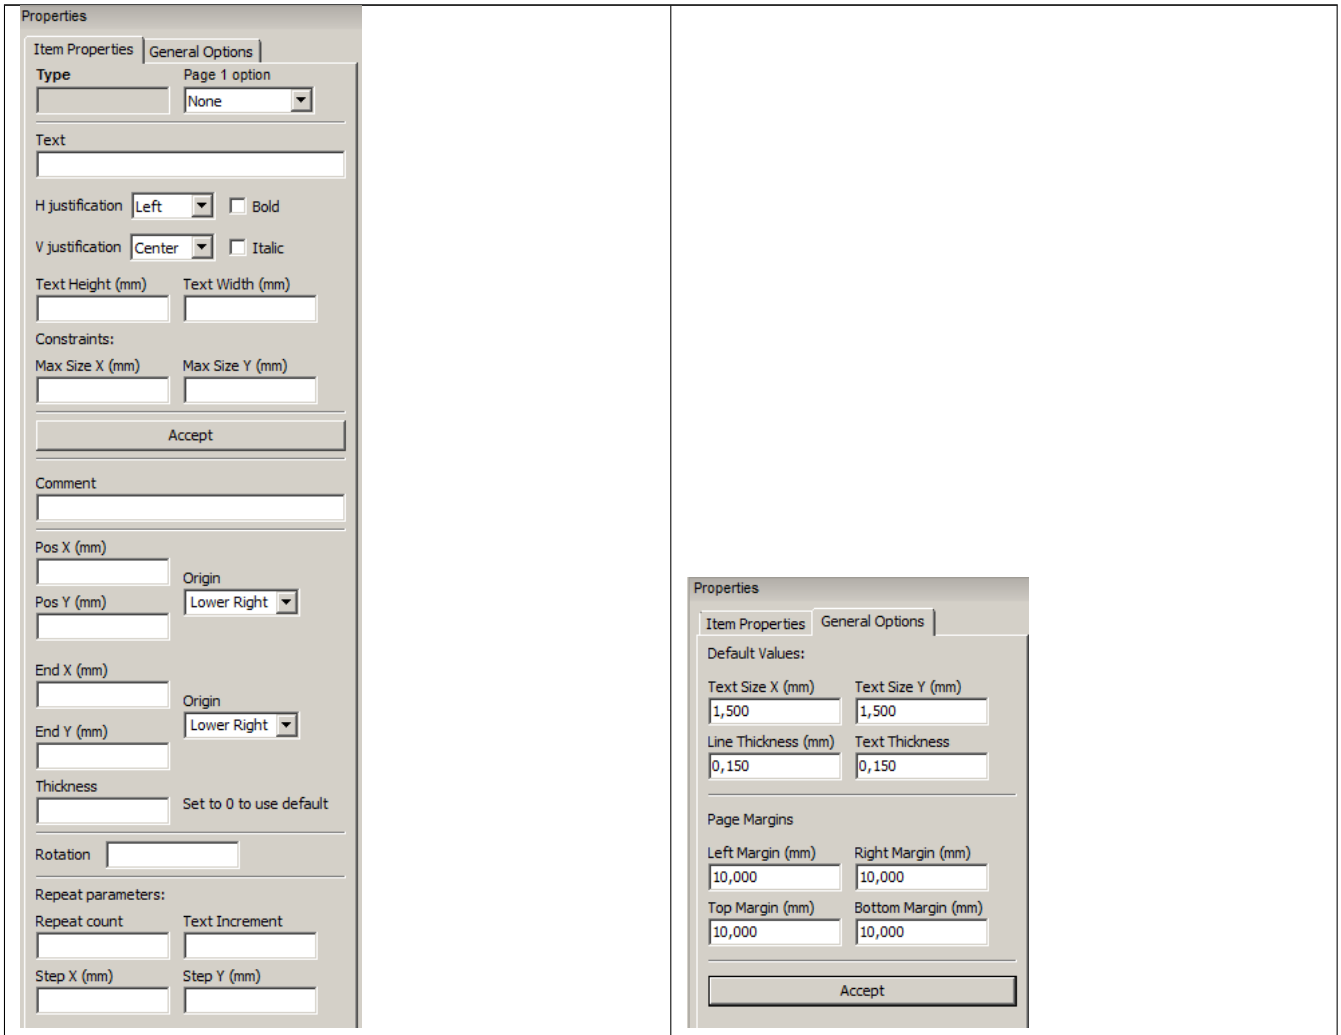 Properties
Item Properties General Options
Type Page 1 option
None
Text
H justification Left Bold
V justification Center Italic
Text Height (mm) Text Width (mm)
Constraints:
Max Size X (mm) Max Size Y (mm)
Accept
Comment
Pos X (mm)
Origin
Pos Y (mm) Lower Right
End X (mm)
Origin
End Y (mm) Lower Right
Thickness
Set to 0 to use default
Rotation
Repeat parameters:
Repeat count Text Increment
Step X (mm) Step Y (mm)
Properties
Item Properties General Options
Default Values:
Text Size X (mm) Text Size Y (mm)
1,500 1,500
Line Thickness (mm) Text Thickness
0,150 0,150
Page Margins
Left Margin (mm) Right Margin (mm)
10,000 10,000
Top Margin (mm) Bottom Margin (mm)
10,000 10,000
Accept